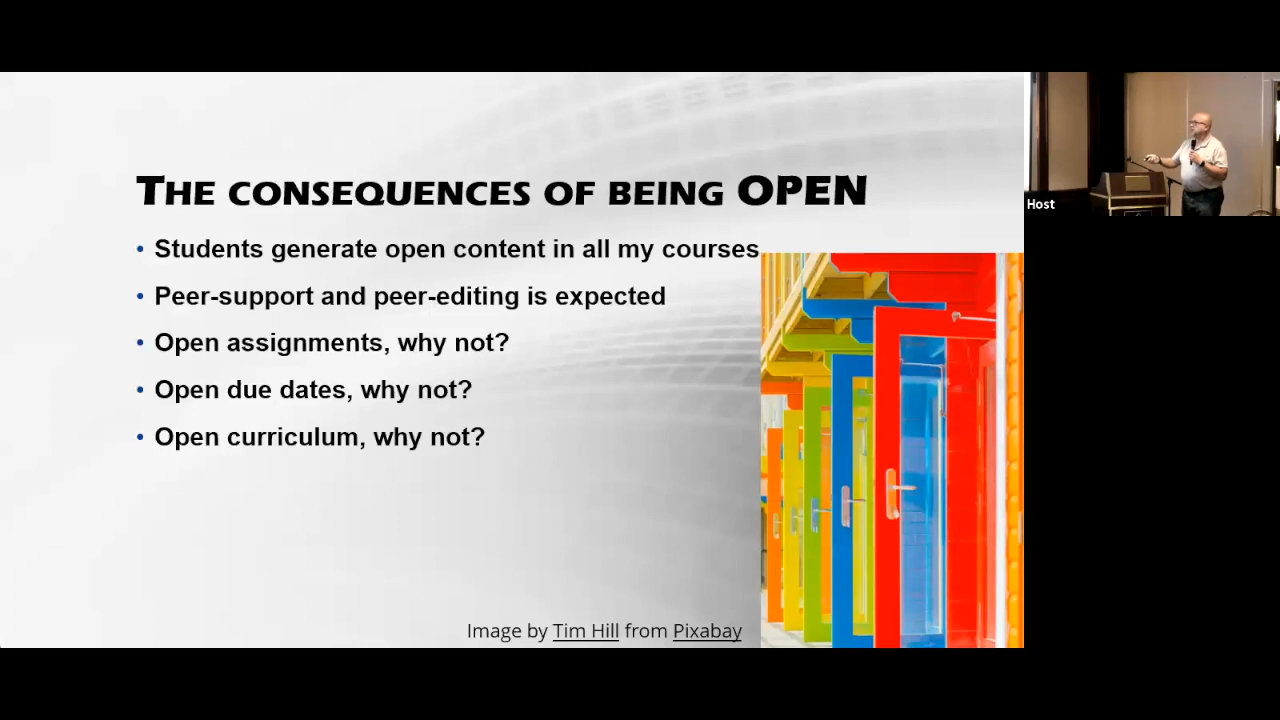 THE CONSEQUENCES OF BEING OPEN
• Students generate open content in all my courses
• Peer-support and peer-editing is expected
• Open assignments, why not?
• Open due dates, why not?
• Open curriculum, why not?
Image by Tim Hill from Pixabay
Host